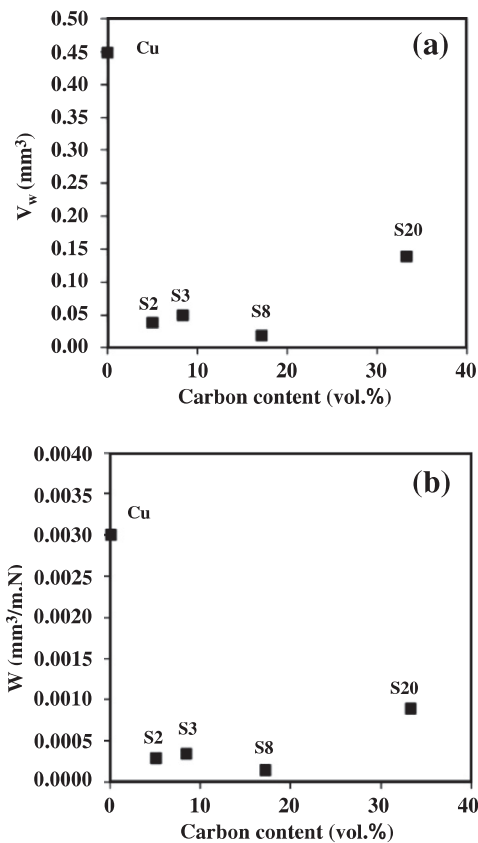 0.50
(a)
Cu
0.45
0.40
0.35
0.30
0.25
0.20
0.15
0.10
0.05
0.00
V_w (mm³)
S20
S2
S3
S8
0 10 20 30 40
Carbon content (vol.%)
0.0040
(b)
0.0035
Cu
0.0030
0.0025
0.0020
0.0015
0.0010
0.0005
0.0000
W (mm³/m.N)
S20
S2
S3
S8
0 10 20 30 40
Carbon content (vol.%)